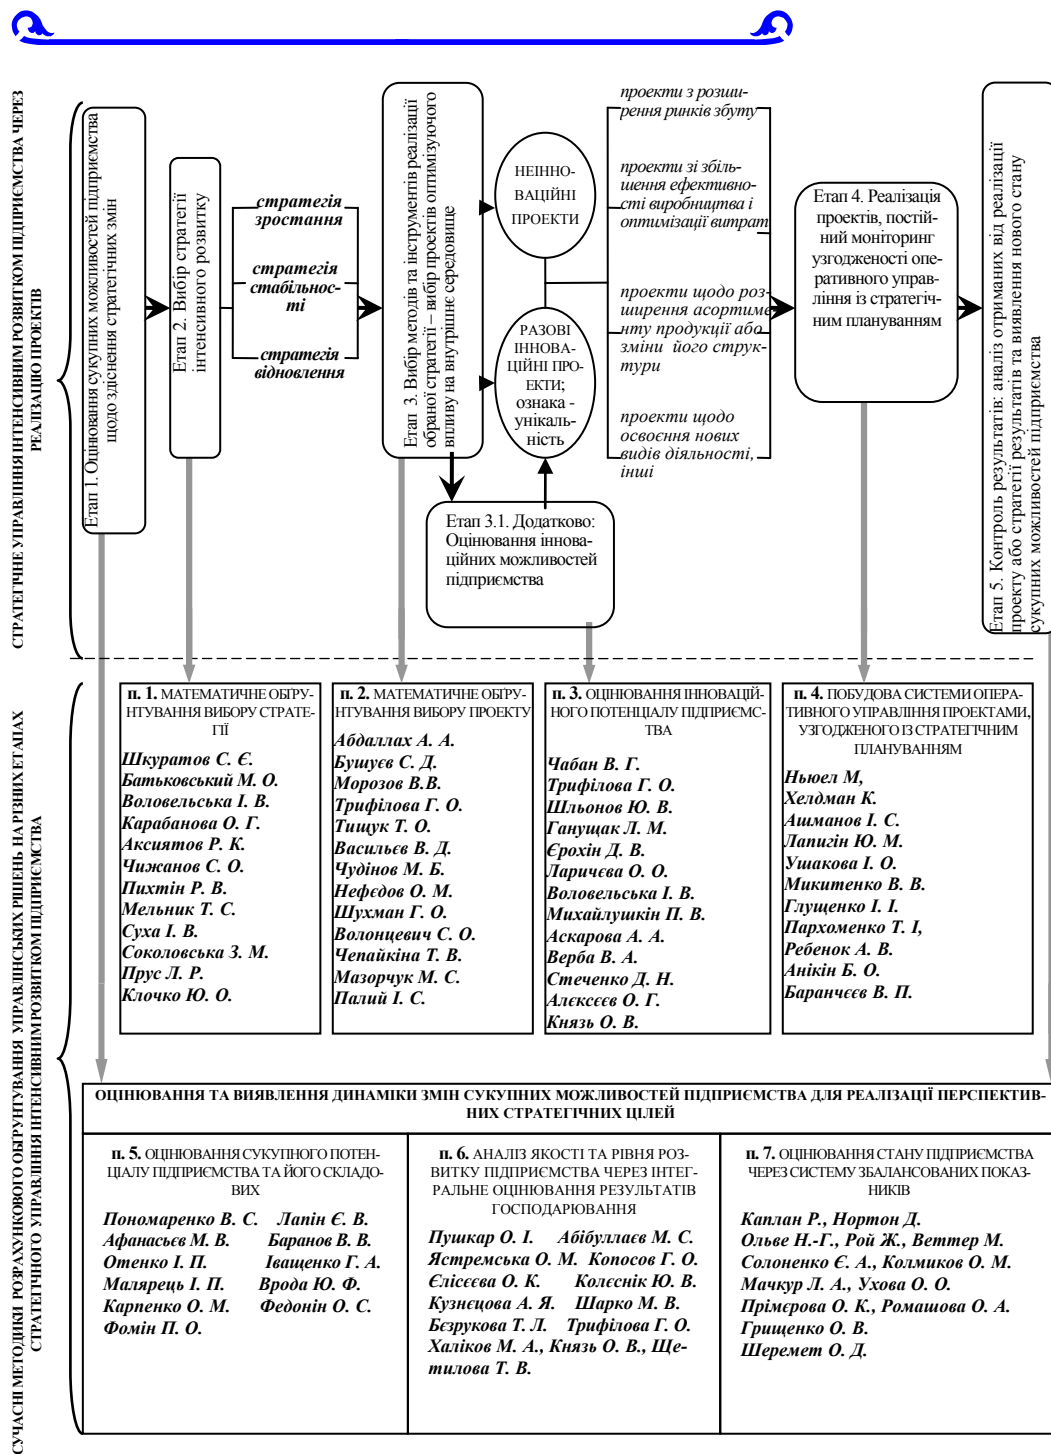 СТРАТЕГІЧНЕ УПРАВЛІННЯ ІНТЕНСИВНИМ РОЗВИТКОМ ПІДПРИЄМСТВА ЧЕРЕЗ
РЕАЛІЗАЦІЮ ПРОЕКТІВ
Етап 1. Оцінювання сукупних можливостей підприємства
щодо здіснення стратегічних змін
Етап 2. Вибір стратегії
інтенсивного розвитку
стратегія
зростання
стратегія
стабільнос-
ті
стратегія
відновлення
Етап 3. Вибір методів та інструментів реалізації
обраної стратегії – вибір проектів оптимізуючого
впливу на внутрішнє середовище
НЕІННО-
ВАЦІЙНІ
ПРОЕКТИ
РАЗОВІ
ІННОВА-
ЦІЙНІ ПРО-
ЕКТИ;
ознака -
унікаль-
ність
Етап 3.1. Додатково:
Оцінювання іннова-
ційних можливостей
підприємства
проекти з розши-
рення ринків збуту
проекти зі збіль-
шення ефективно-
сті виробництва і
оптимізації витрат
проекти щодо роз-
ширення асортиме
нту продукції або
зміни його струк-
тури
проекти щодо
освоєння нових
видів діяльності,
інші
Етап 4. Реалізація
проектів, постій-
ний моніторинг
узгодженості опе-
ративного управ-
ління із стратегіч-
ним плануванням
Етап 5. Контроль результатів: аналіз отриманих від реалізації
проекту або стратегії результатів та виявлення нового стану
сукупних можливостей підприємства
СУЧАСНІ МЕТОДИКИ РОЗРАХУНКОВОГО ОБҐРУНТУВАННЯ УПРАВЛІНСЬКИХ РІШЕНЬ НА РІЗНИХ ЕТАПАХ
СТРАТЕГІЧНОГО УПРАВЛІННЯ ІНТЕНСИВНИМ РОЗВИТКОМ ПІДПРИЄМСТВА
п. 1. МАТЕМАТИЧНЕ ОБҐРУ-
НТУВАННЯ ВИБОРУ СТРАТЕ-
ГІЇ
Шкуратов С. Є.
Батьковський М. О.
Воловельська І. В.
Карабанова О. Г.
Аксиятов Р. К.
Чижанов С. О.
Пихтін Р. В.
Мельник Т. С.
Суха І. В.
Соколовська З. М.
Прус Л. Р.
Клочко Ю. О.
п. 2. МАТЕМАТИЧНЕ ОБҐРУ-
НТУВАННЯ ВИБОРУ ПРОЕКТУ
Абдаллах А. А.
Бушуєв С. Д.
Морозов В.В.
Трифілова Г. О.
Тищук Т. О.
Васильєв В. Д.
Чудінов М. Б.
Нефєдов О. М.
Шухман Г. О.
Волонцевич С. О.
Чепайкіна Т. В.
Мазорчук М. С.
Палий І. С.
п. 3. ОЦІНЮВАННЯ ІННОВАЦІЙ-
НОГО ПОТЕНЦІАЛУ ПІДПРИЄМС-
ТВА
Чабан В. Г.
Трифілова Г. О.
Шльонов Ю. В.
Ганущак Л. М.
Єрохін Д. В.
Ларичєва О. О.
Воловельська І. В.
Михайлушкін П. В.
Аскарова А. А.
Верба В. А.
Стеченко Д. Н.
Алєксєєв О. Г.
Князь О. В.
п. 4. ПОБУДОВА СИСТЕМИ ОПЕРА-
ТИВНОГО УПРАВЛІННЯ ПРОЕКТАМИ,
УЗГОДЖЕНОГО ІЗ СТРАТЕГІЧНИМ
ПЛАНУВАННЯМ
Ньюел М,
Хелдман К.
Ашманов І. С.
Лапигін Ю. М.
Ушакова І. О.
Микитенко В. В.
Глущенко І. І.
Пархоменко Т. І,
Ребенок А. В.
Анікін Б. О.
Баранчєєв В. П.
ОЦІНЮВАННЯ ТА ВИЯВЛЕННЯ ДИНАМІКИ ЗМІН СУКУПНИХ МОЖЛИВОСТЕЙ ПІДПРИЄМСТВА ДЛЯ РЕАЛІЗАЦІЇ ПЕРСПЕКТИВ-
НИХ СТРАТЕГІЧНИХ ЦІЛЕЙ
п. 5. ОЦІНЮВАННЯ СУКУПНОГО ПОТЕН-
ЦІАЛУ ПІДПРИЄМСТВА ТА ЙОГО СКЛАДО-
ВИХ
Пономаренко В. С. Лапін Є. В.
Афанасьєв М. В. Баранов В. В.
Отенко І. П. Іващенко Г. А.
Малярець І. П. Врода Ю. Ф.
Карпенко О. М. Федонін О. С.
Фомін П. О.
п. 6. АНАЛІЗ ЯКОСТІ ТА РІВНЯ РОЗ-
ВИТКУ ПІДПРИЄМСТВА ЧЕРЕЗ ІНТЕГ-
РАЛЬНЕ ОЦІНЮВАННЯ РЕЗУЛЬТАТІВ
ГОСПОДАРЮВАННЯ
Пушкар О. І. Абібуллаєв М. С.
Ястремська О. М. Копосов Г. О.
Єлісєєва О. К. Колєснік Ю. В.
Кузнєцова А. Я. Шарко М. В.
Бєзрукова Т. Л. Трифілова Г. О.
Халіков М. А., Князь О. В., Ще-
тилова Т. В.
п. 7. ОЦІНЮВАННЯ СТАНУ ПІДПРИЄМСТВА
ЧЕРЕЗ СИСТЕМУ ЗБАЛАНСОВАНИХ ПОКАЗ-
НИКІВ
Каплан Р., Нортон Д.
Ольве Н.-Г., Рой Ж., Веттер М.
Солоненко Є. А., Колмиков О. М.
Мачкур Л. А., Ухова О. О.
Прімєрова О. К., Ромашова О. А.
Грищенко О. В.
Шеремет О. Д.